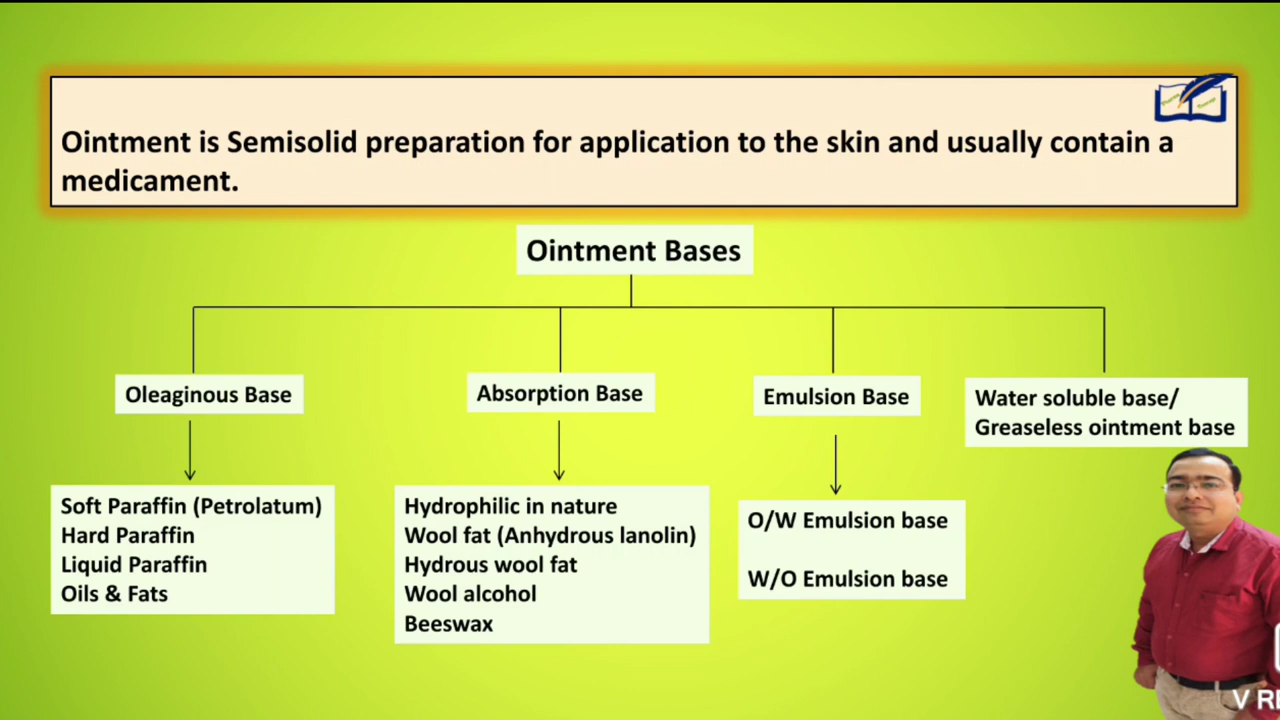 Ointment is Semisolid preparation for application to the skin and usually contain a
medicament.
Ointment Bases
Oleaginous Base
Absorption Base
Emulsion Base
Water soluble base/
Greaseless ointment base
Soft Paraffin (Petrolatum)
Hard Paraffin
Liquid Paraffin
Oils & Fats
Hydrophilic in nature
Wool fat (Anhydrous lanolin)
Hydrous wool fat
Wool alcohol
Beeswax
O/W Emulsion base
W/O Emulsion base